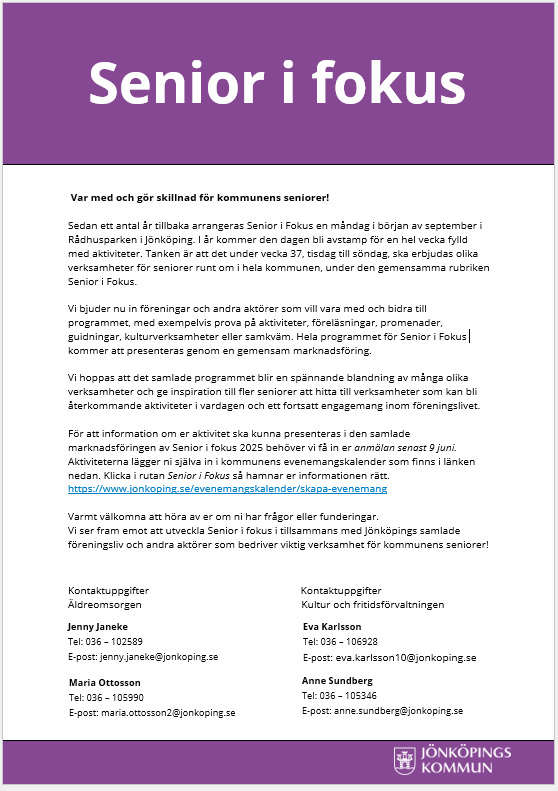 Senior i fokus
Var med och gör skillnad för kommunens seniorer!
Sedan ett antal år tillbaka arrangeras Senior i Fokus en måndag i början av september i
Rådhusparken i Jönköping. I år kommer den dagen bli avstamp för en hel vecka fylld
med aktiviteter. Tanken är att det under vecka 37, tisdag till söndag, ska erbjudas olika
verksamheter för seniorer runt om i hela kommunen, under den gemensamma rubriken
Senior i Fokus.
Vi bjuder nu in föreningar och andra aktörer som vill vara med och bidra till
programmet, med exempelvis prova på aktiviteter, föreläsningar, promenader,
guidningar, kulturverksamheter eller samkväm. Hela programmet för Senior i Fokus
kommer att presenteras genom en gemensam marknadsföring.
Vi hoppas att det samlade programmet blir en spännande blandning av många olika
verksamheter och ge inspiration till fler seniorer att hitta till verksamheter som kan bli
återkommande aktiviteter i vardagen och ett fortsatt engagemang inom föreningslivet.
För att information om er aktivitet ska kunna presenteras i den samlade
marknadsföringen av Senior i fokus 2025 behöver vi få in er anmälan senast 9 juni.
Aktiviteterna lägger ni själva in i kommunens evenemangskalender som finns i länken
nedan. Klicka i rutan Senior i Fokus så hamnar er informationen rätt.
https://www.jonkoping.se/evenemangskalender/skapa-evenemang
Varmt välkomna att höra av er om ni har frågor eller funderingar.
Vi ser fram emot att utveckla Senior i fokus i tillsammans med Jönköpings samlade
föreningsliv och andra aktörer som bedriver viktig verksamhet för kommunens seniorer!
Kontaktuppgifter
Äldreomsorgen
Jenny Janeke
Tel: 036 – 102589
E-post: jenny.janeke@jonkoping.se
Maria Ottosson
Tel: 036 – 105990
E-post: maria.ottosson2@jonkoping.se
Kontaktuppgifter
Kultur och fritidsförvaltningen
Eva Karlsson
Tel: 036 – 106928
E-post: eva.karlsson10@jonkoping.se
Anne Sundberg
Tel: 036 – 105346
E-post: anne.sundberg@jonkoping.se
JÖNKÖPINGS
KOMMUN